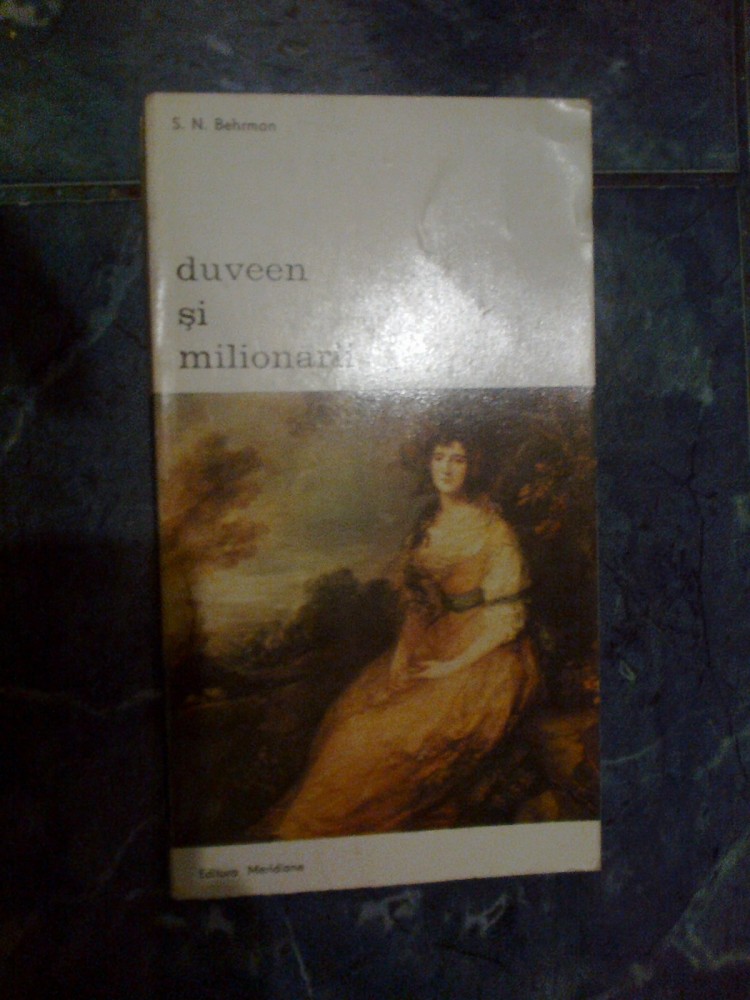 S. N. Behrman
duveen
și
milionarii
Editura Meridiane